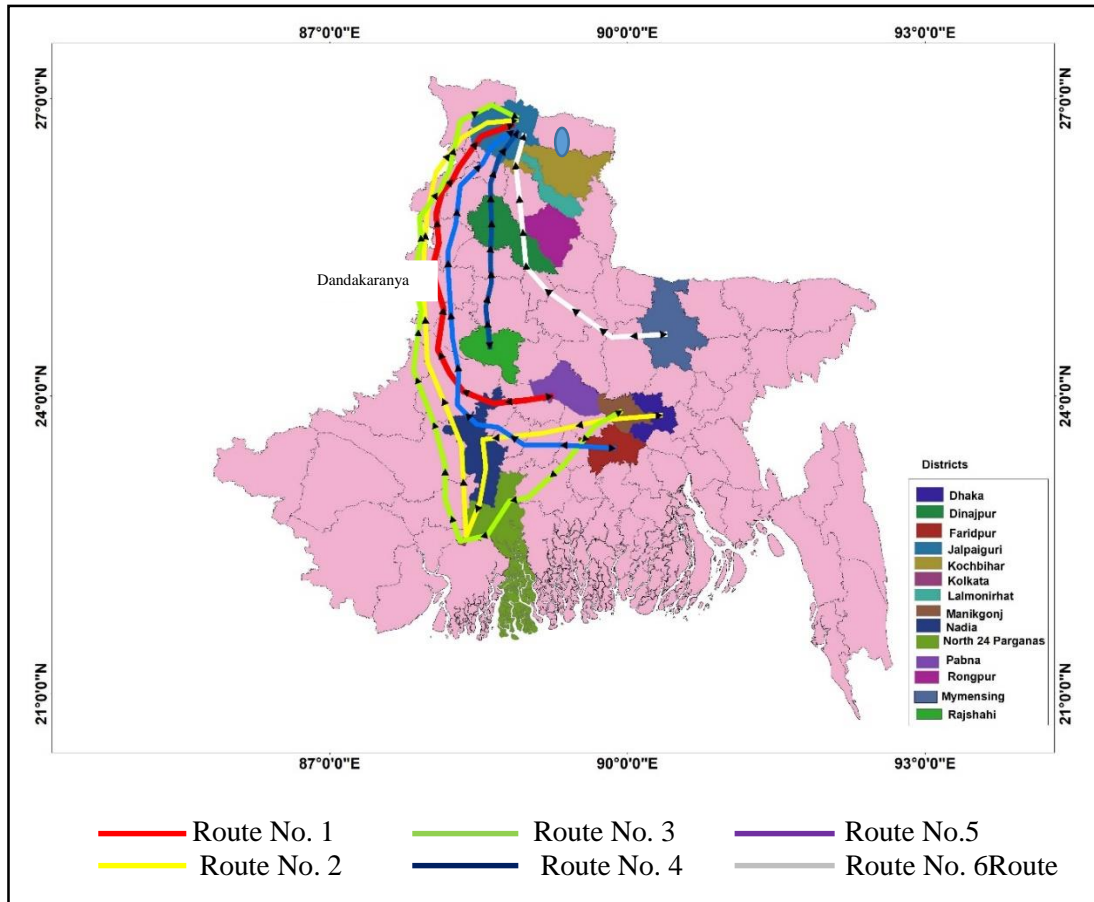 87°0'0"E 90°0'0"E 93°0'0"E
27°0'0"N 27°0'0"N
Dandakaranya
24°0'0"N 24°0'0"N
Districts
Dhaka
Dinajpur
Faridpur
Jalpaiguri
Kochbihar
Kolkata
Lalmonirhat
Manikgonj
Nadia
North 24 Parganas
Pabna
Rongpur
Mymensing
Rajshahi
21°0'0"N 21°0'0"N
87°0'0"E 90°0'0"E 93°0'0"E
Route No. 1 Route No. 3 Route No.5
Route No. 2 Route No. 4 Route No. 6Route